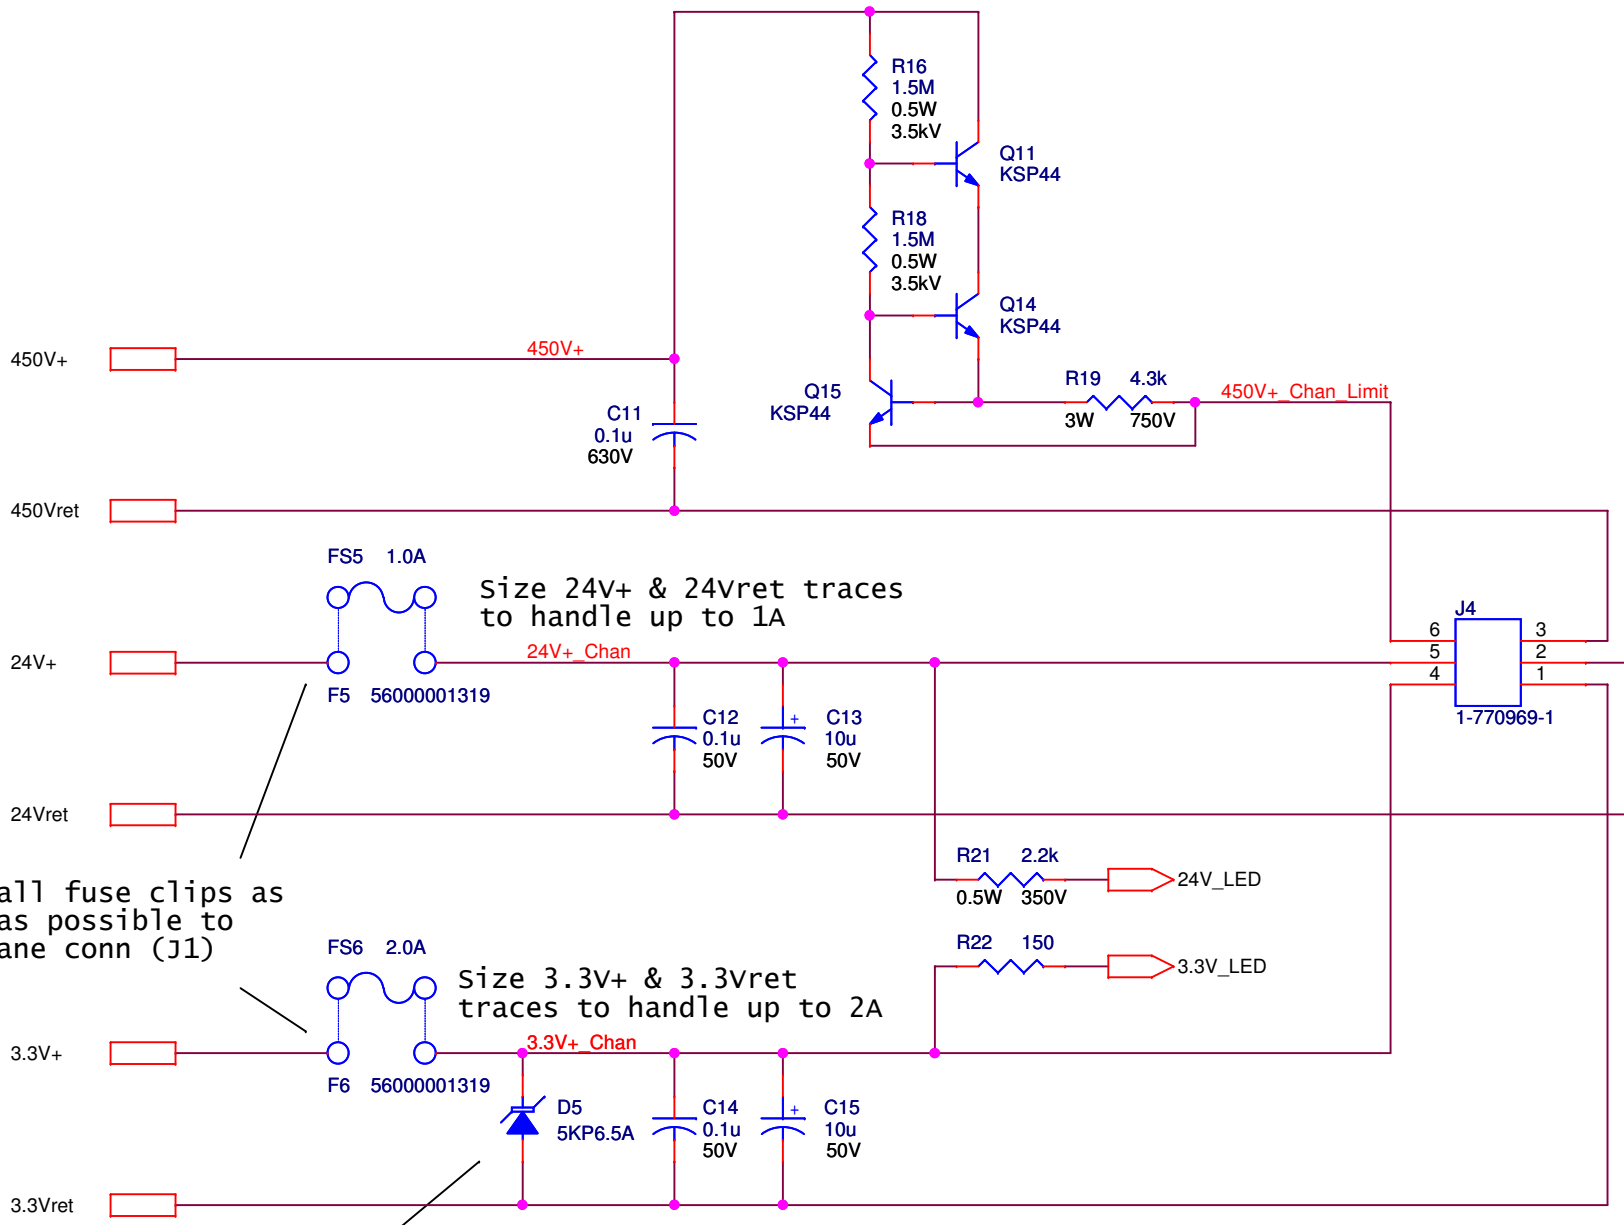 R16
1.5M
0.5W
3.5kV
Q11
KSP44
R18
1.5M
0.5W
3.5kV
Q14
KSP44
450V+
450V+
Q15
KSP44
R19 4.3k
3W 750V
450V+_Chan_Limit
C11
0.1u
630V
450Vret
FS5 1.0A
Size 24V+ & 24Vret traces
to handle up to 1A
24V+
24V+_Chan
F5 56000001319
J4
6 3
5 2
4 1
1-770969-1
C12
0.1u
50V
+
C13
10u
50V
24Vret
R21 2.2k
0.5W 350V
24V_LED
all fuse clips as
as possible to
ane conn (J1)
R22 150
3.3V_LED
FS6 2.0A
Size 3.3V+ & 3.3Vret
traces to handle up to 2A
3.3V+
3.3V+_Chan
F6 56000001319
D5
5KP6.5A
C14
0.1u
50V
+
C15
10u
50V
3.3Vret